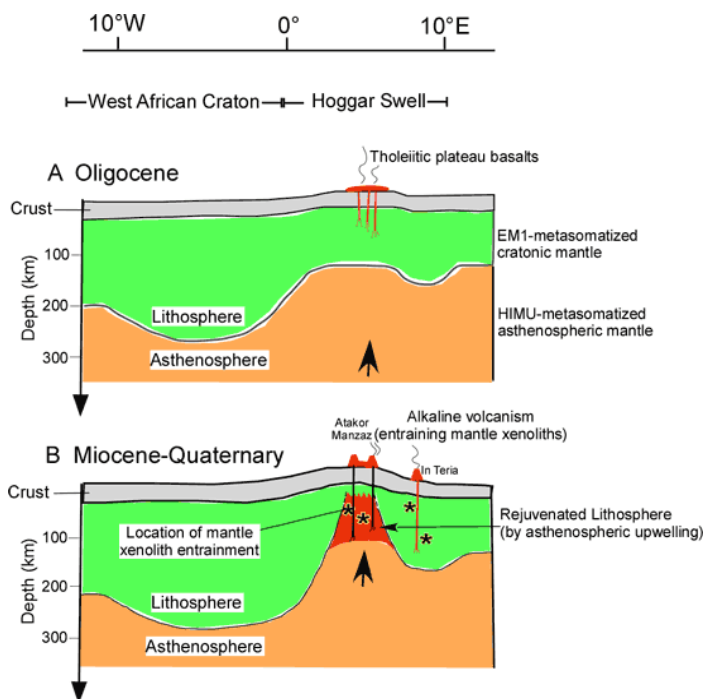 10°W 0° 10°E
West African Craton Hoggar Swell
A Oligocene
Tholeiitic plateau basalts
Crust
Depth (km)
100
200
300
Lithosphere
Asthenosphere
EM1-metasomatized
cratonic mantle
HIMU-metasomatized
asthenospheric mantle
B Miocene-Quaternary
Atakor
Manzaz
Alkaline volcanism
(entraining mantle xenoliths)
In Teria
Crust
Location of mantle
xenolith entrainment
Rejuvenated Lithosphere
(by asthenospheric upwelling)
Depth (km)
100
200
300
Lithosphere
Asthenosphere